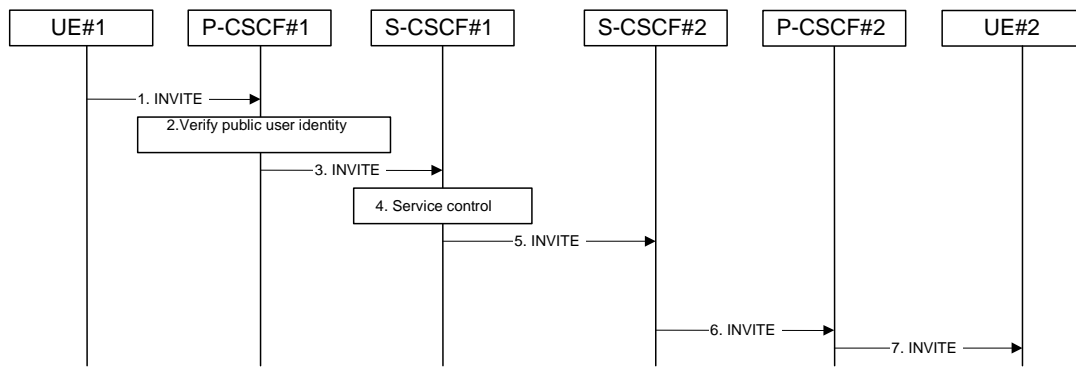 UE#1
P-CSCF#1
S-CSCF#1
S-CSCF#2
P-CSCF#2
UE#2
1. INVITE
2.Verify public user identity
3. INVITE
4. Service control
5. INVITE
6. INVITE
7. INVITE